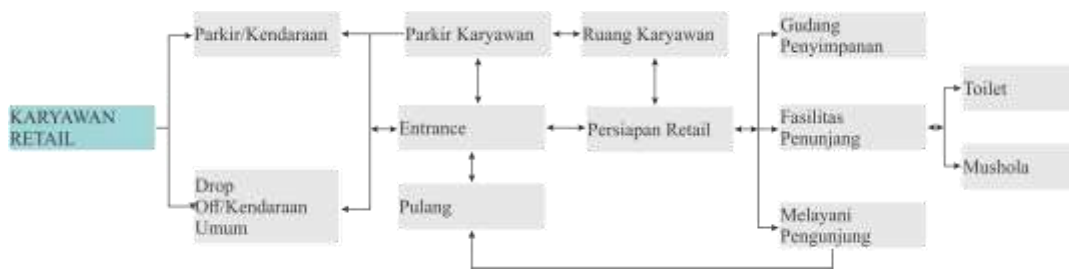 Parkir/Kendaraan
Parkir Karyawan
Ruang Karyawan
Gudang
Penyimpanan
KARYAWAN
RETAIL
Entrance
Persiapan Retail
Fasilitas
Penunjang
Toilet
Mushola
Drop
Off/Kendaraan
Umum
Pulang
Melayani
Pengunjung